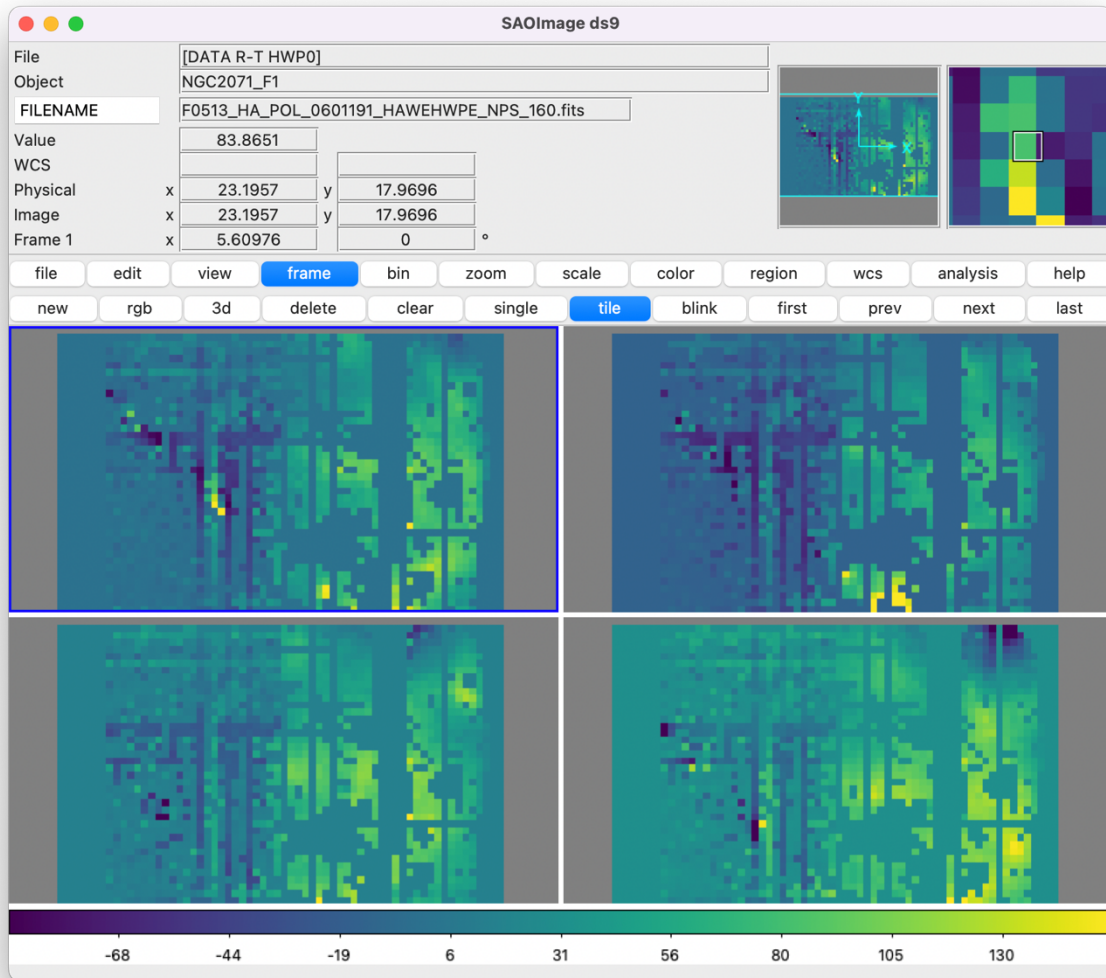 SAOImage ds9
File [DATA R-T HWP0]
Object NGC2071_F1
FILENAME F0513_HA_POL_0601191_HAWEHWPE_NPS_160.fits
Value 83.8651
WCS
Physical x 23.1957 y 17.9696
Image x 23.1957 y 17.9696
Frame 1 x 5.60976 0 °
file edit view frame bin zoom scale color region wcs analysis help
new rgb 3d delete clear single tile blink first prev next last
Y
X
-68 -44 -19 6 31 56 80 105 130